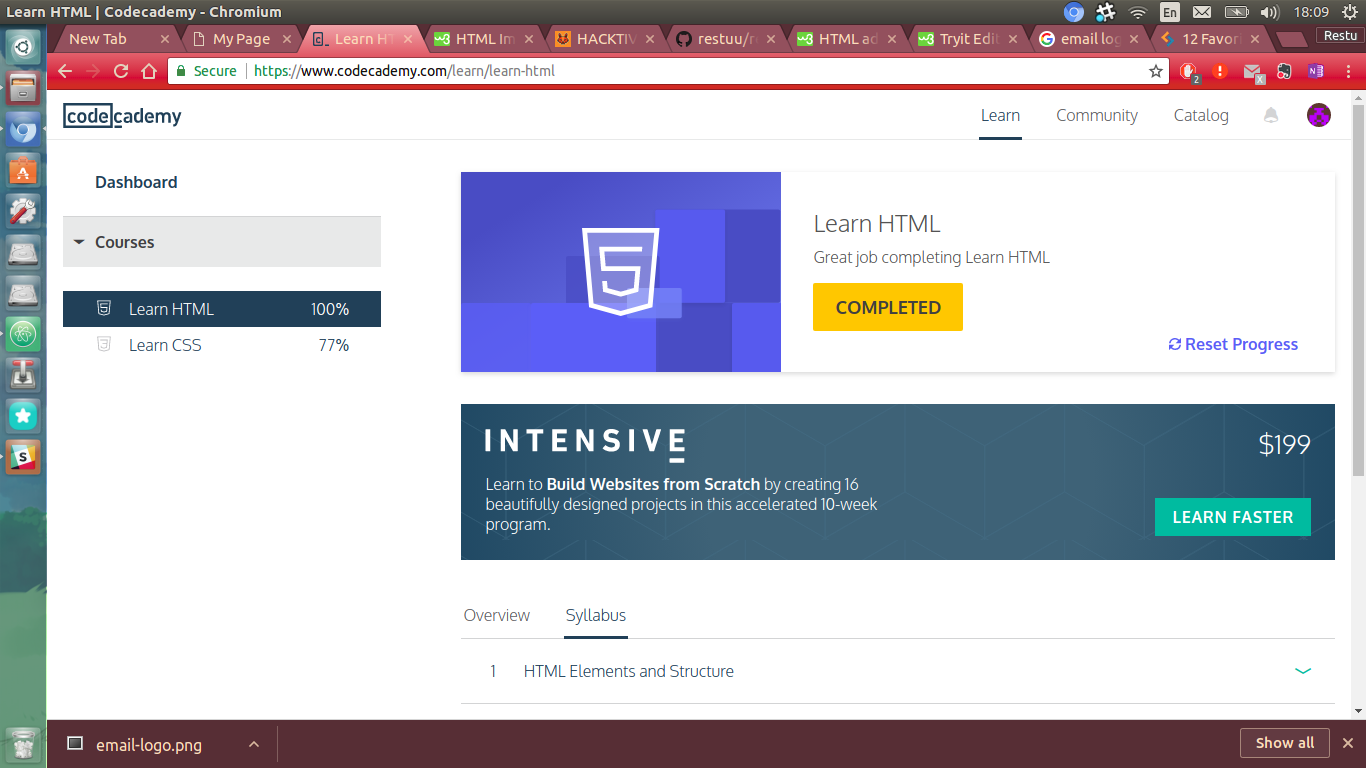 Learn HTML | Codecademy - Chromium
En
18:09
New Tab
My Page
Learn HT
HTML Im
HACKTIV
restuu/r
HTML ad
Tryit Edit
email log
12 Favor
Restu
Secure
https://www.codecademy.com/learn/learn-html
2
x
N
codecademy
Learn
Community
Catalog
Dashboard
Courses
Learn HTML 100%
Learn CSS 77%
Learn HTML
Great job completing Learn HTML
COMPLETED
Reset Progress
INTENSIVE
$199
Learn to Build Websites from Scratch by creating 16
beautifully designed projects in this accelerated 10-week
program.
LEARN FASTER
Overview
Syllabus
1 HTML Elements and Structure
email-logo.png
Show all